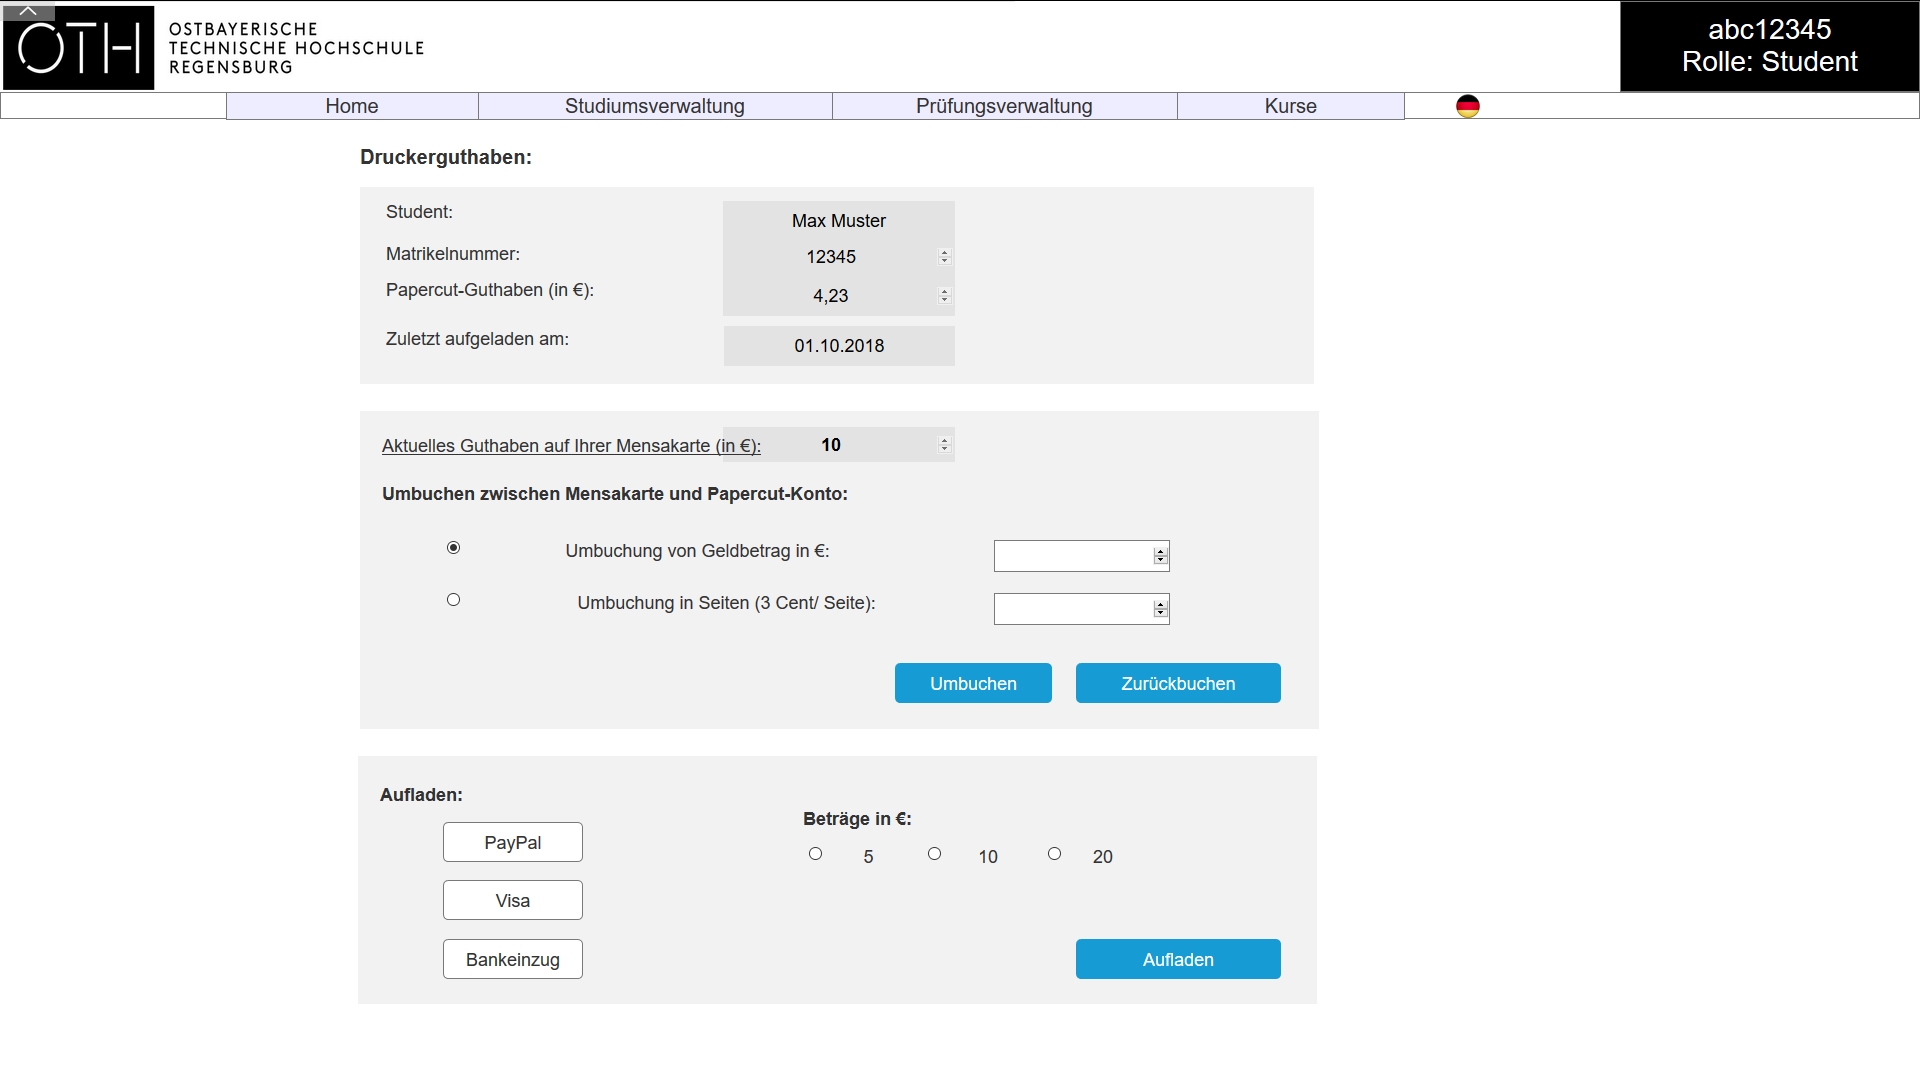 OTH
OSTBAYERISCHE
TECHNISCHE HOCHSCHULE
REGENSBURG
abc12345
Rolle: Student
Home Studiumsverwaltung Prüfungsverwaltung Kurse
Druckerguthaben:
Student: Max Muster
Matrikelnummer: 12345
Papercut-Guthaben (in €): 4,23
Zuletzt aufgeladen am: 01.10.2018
Aktuelles Guthaben auf Ihrer Mensakarte (in €): 10
Umbuchen zwischen Mensakarte und Papercut-Konto:
Umbuchung von Geldbetrag in €:
Umbuchung in Seiten (3 Cent/ Seite):
Umbuchen Zurückbuchen
Aufladen:
Beträge in €:
PayPal
5 10 20
Visa
Bankeinzug
Aufladen